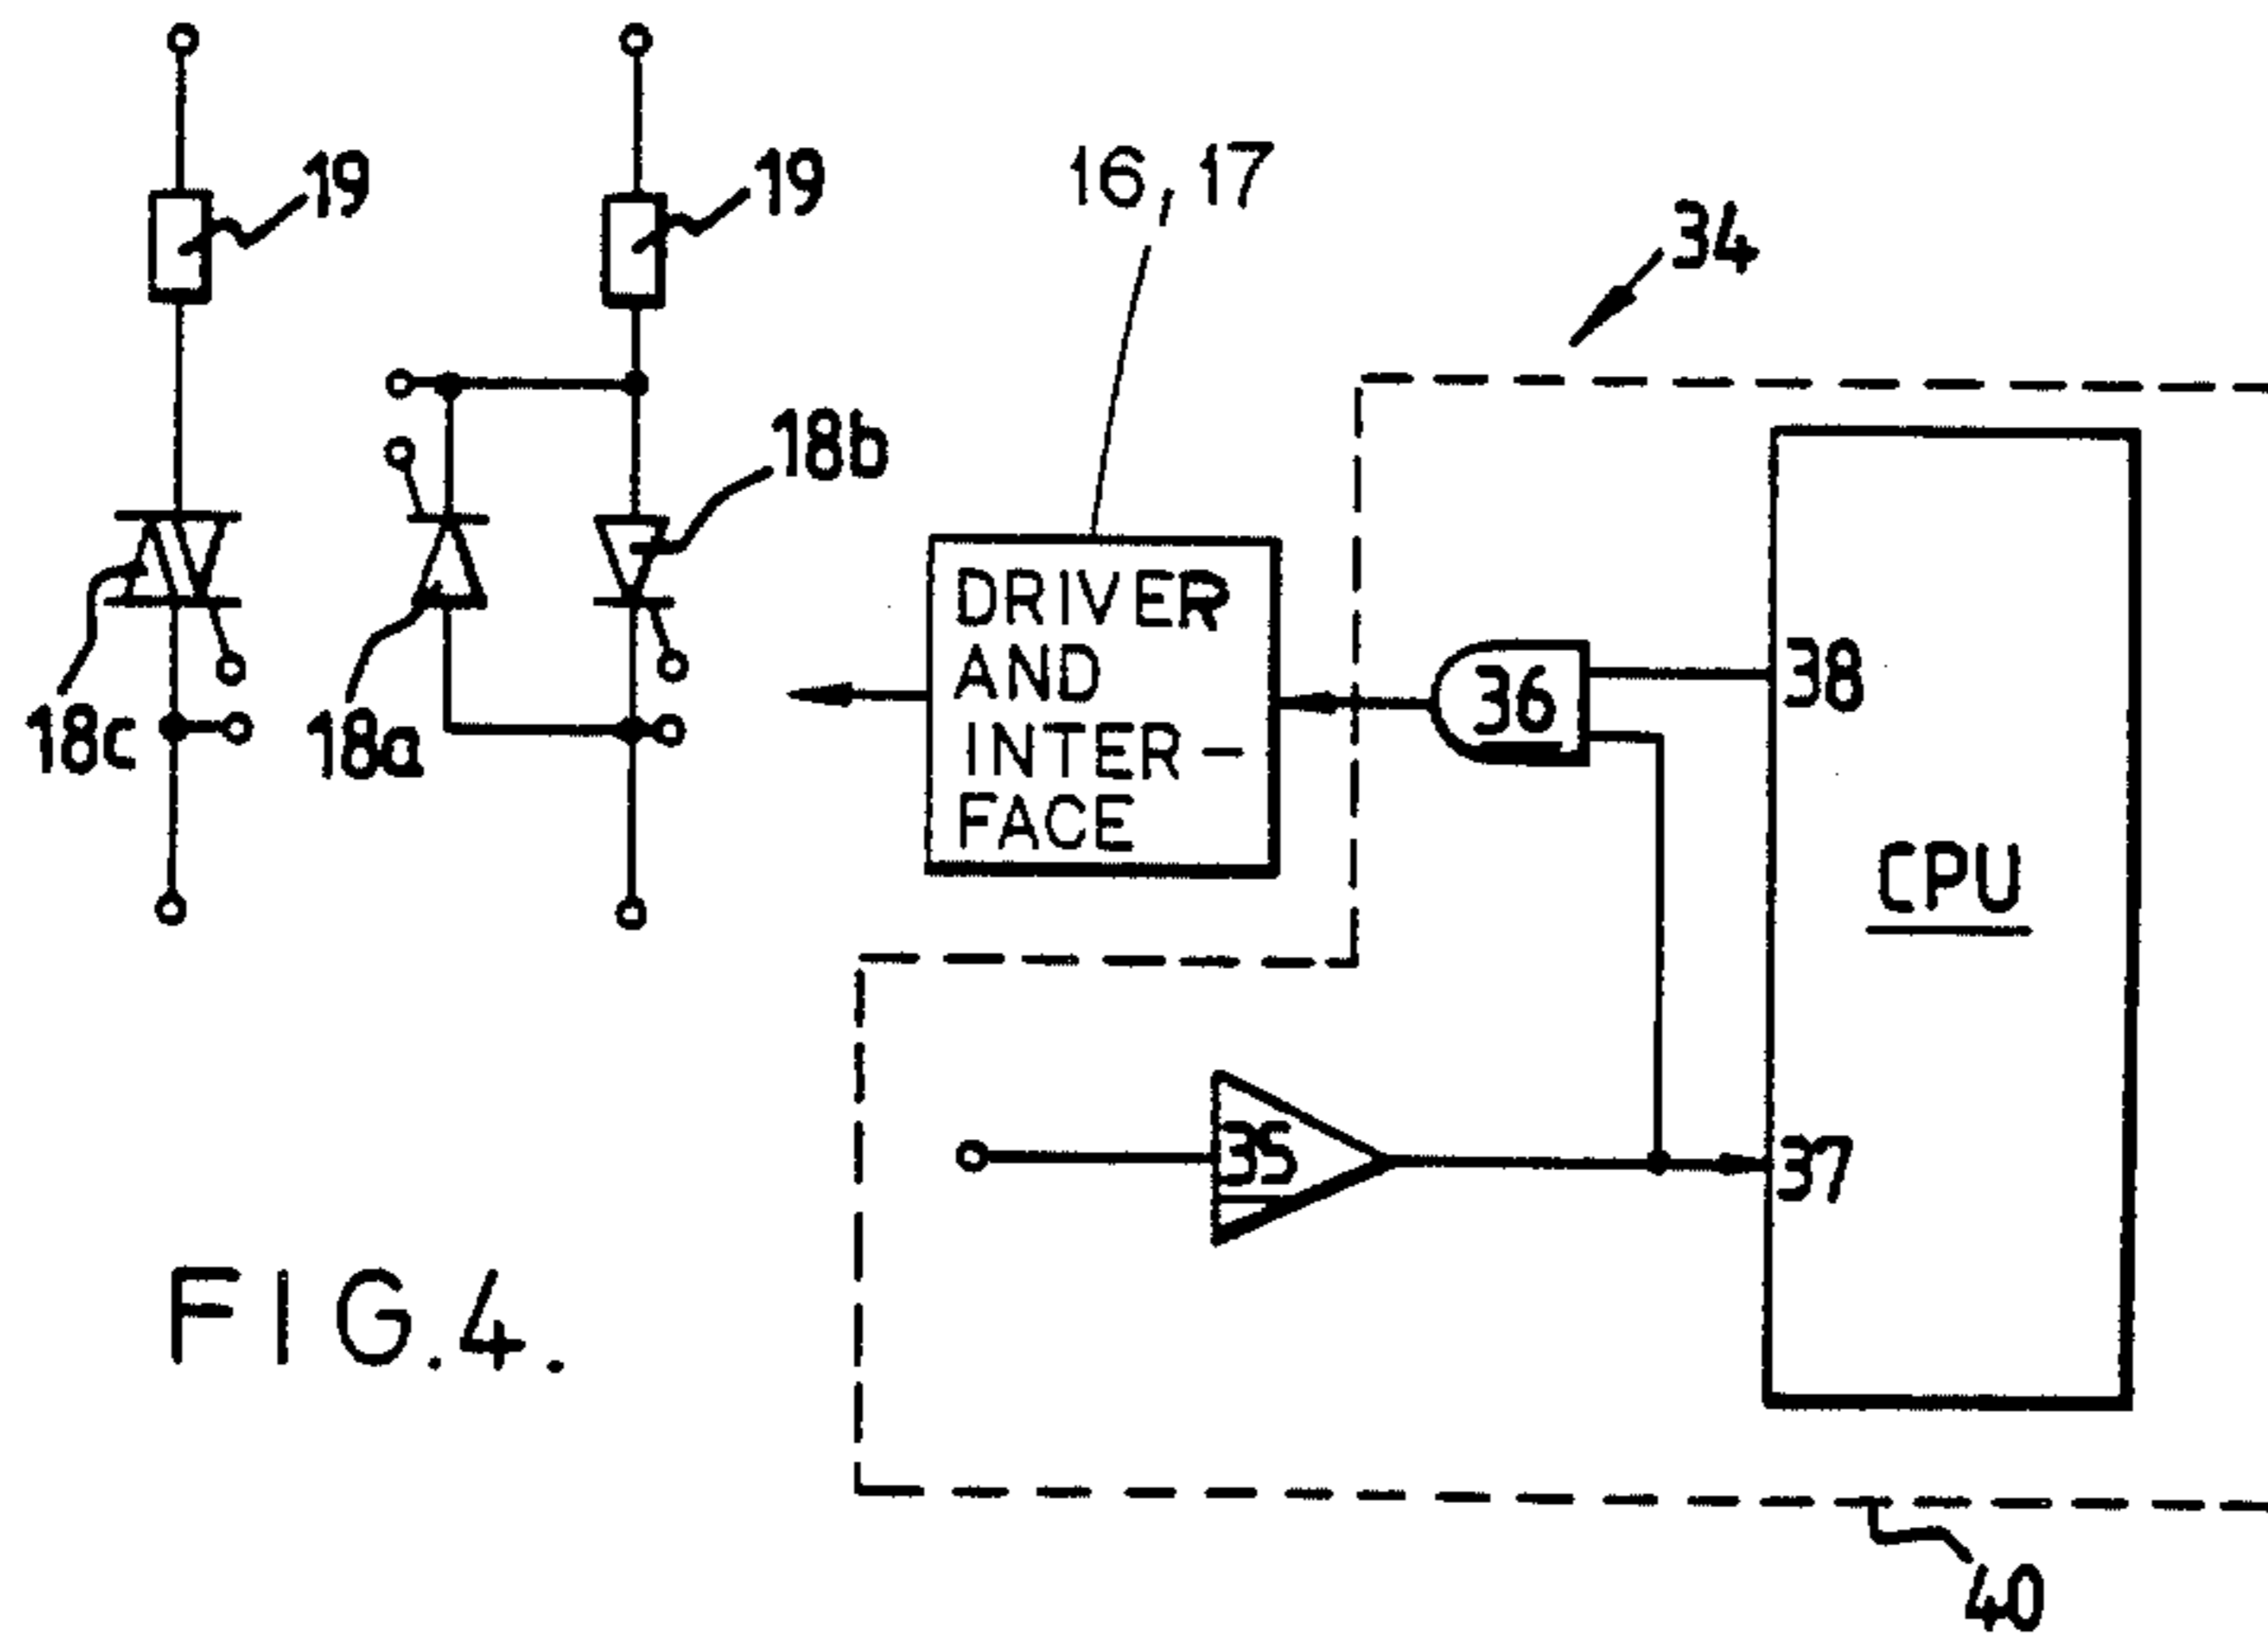 19
19
16,17
34
18b
DRIVER
AND
INTER-
FACE
36
38
18c
18a
CPU
35
37
FIG.4.
40